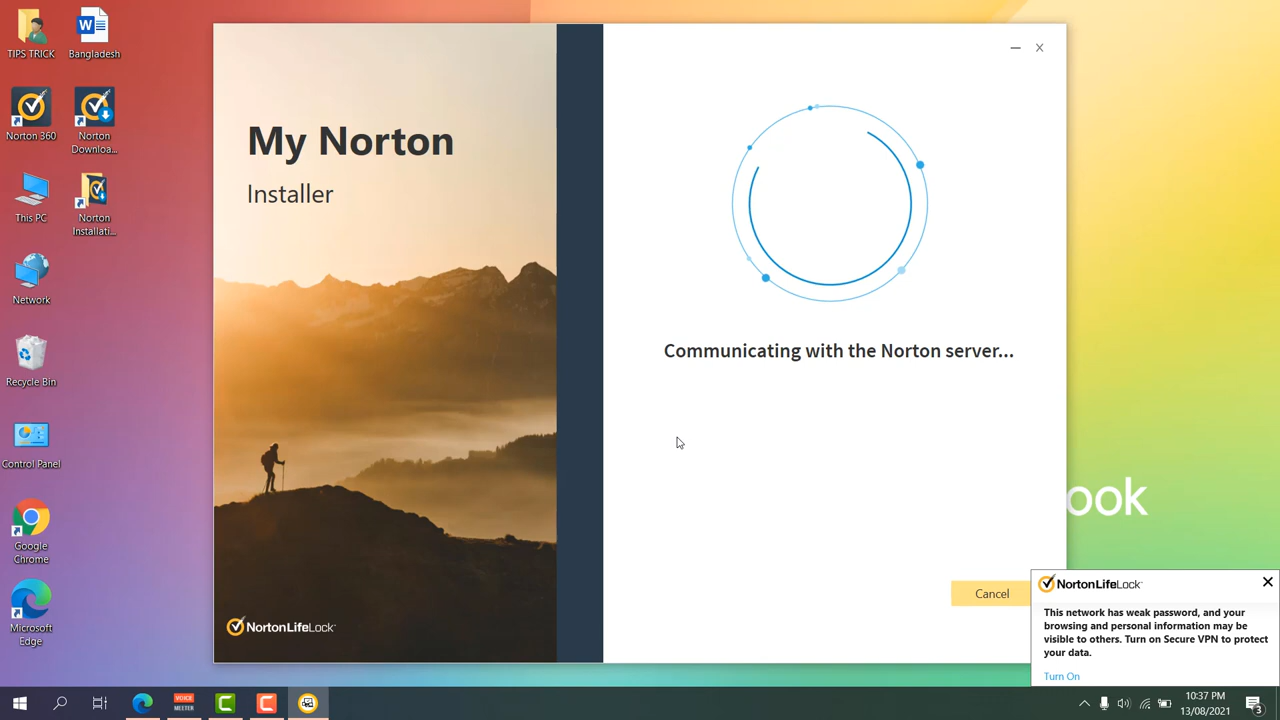 TIPS TRICK
Bangladesh
Norton 360
Norton
Downloa...
This PC
Norton
Installati...
Network
Recycle Bin
Control Panel
Google
Chrome
Microsoft
Edge
My Norton
Installer
NortonLifeLock
Communicating with the Norton server...
Cancel
ook
NortonLifeLock
This network has weak password, and your
browsing and personal information may be
visible to others. Turn on Secure VPN to protect
your data.
Turn On
VOICE
MEETER
10:37 PM
13/08/2021
3